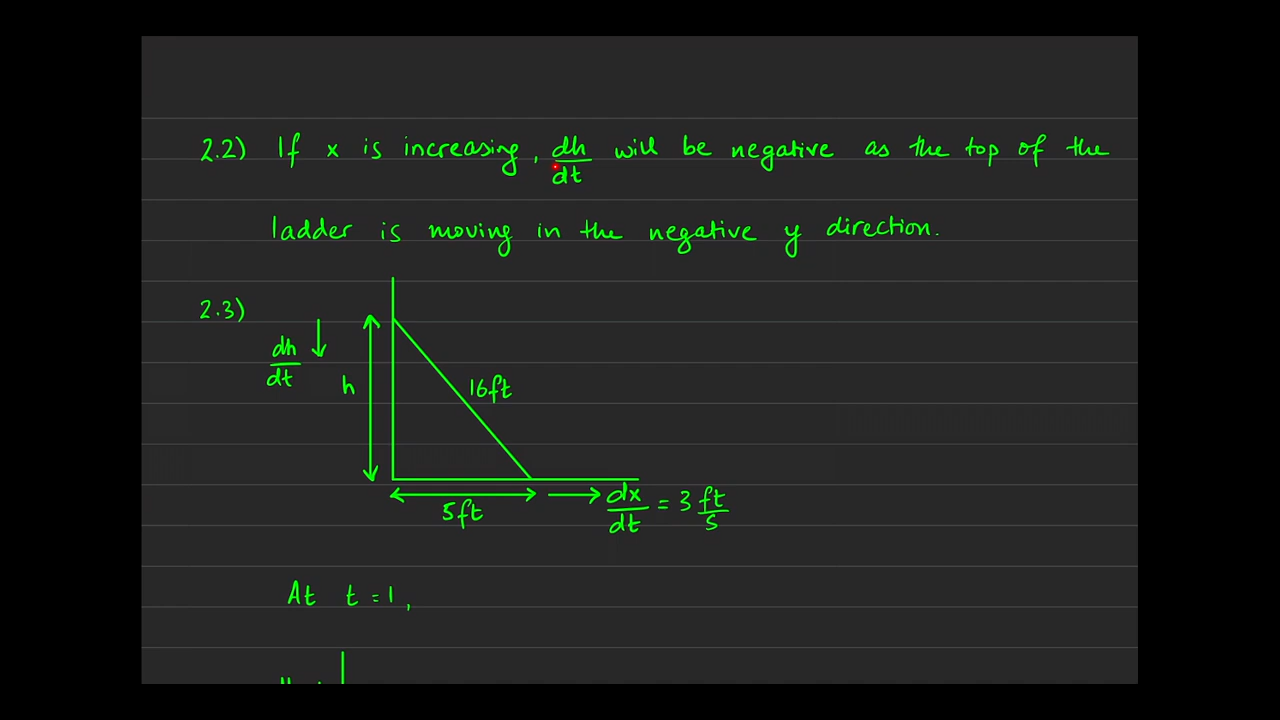 2.2) If x is increasing, dh/dt will be negative as the top of the
ladder is moving in the negative y direction.
2.3)
dh/dt
h
16ft
5ft
dx/dt = 3 ft/s
At t = 1,